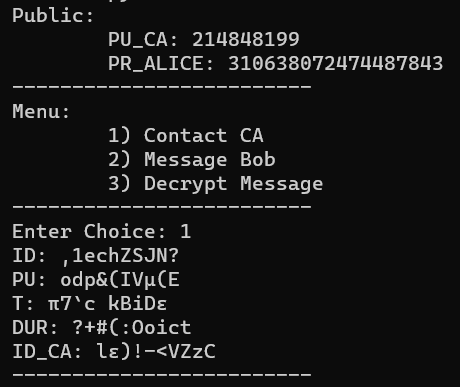 Public:
PU_CA: 214848199
PR_ALICE: 310638072474487843
-------------------------
Menu:
1) Contact CA
2) Message Bob
3) Decrypt Message
-------------------------
Enter Choice: 1
ID: ,1echZSJN?
PU: odp&(IVµ(E
T: π7`c kBiDε
DUR: ?+#(:Ooict
ID_CA: lε)!-<VZzC
-------------------------